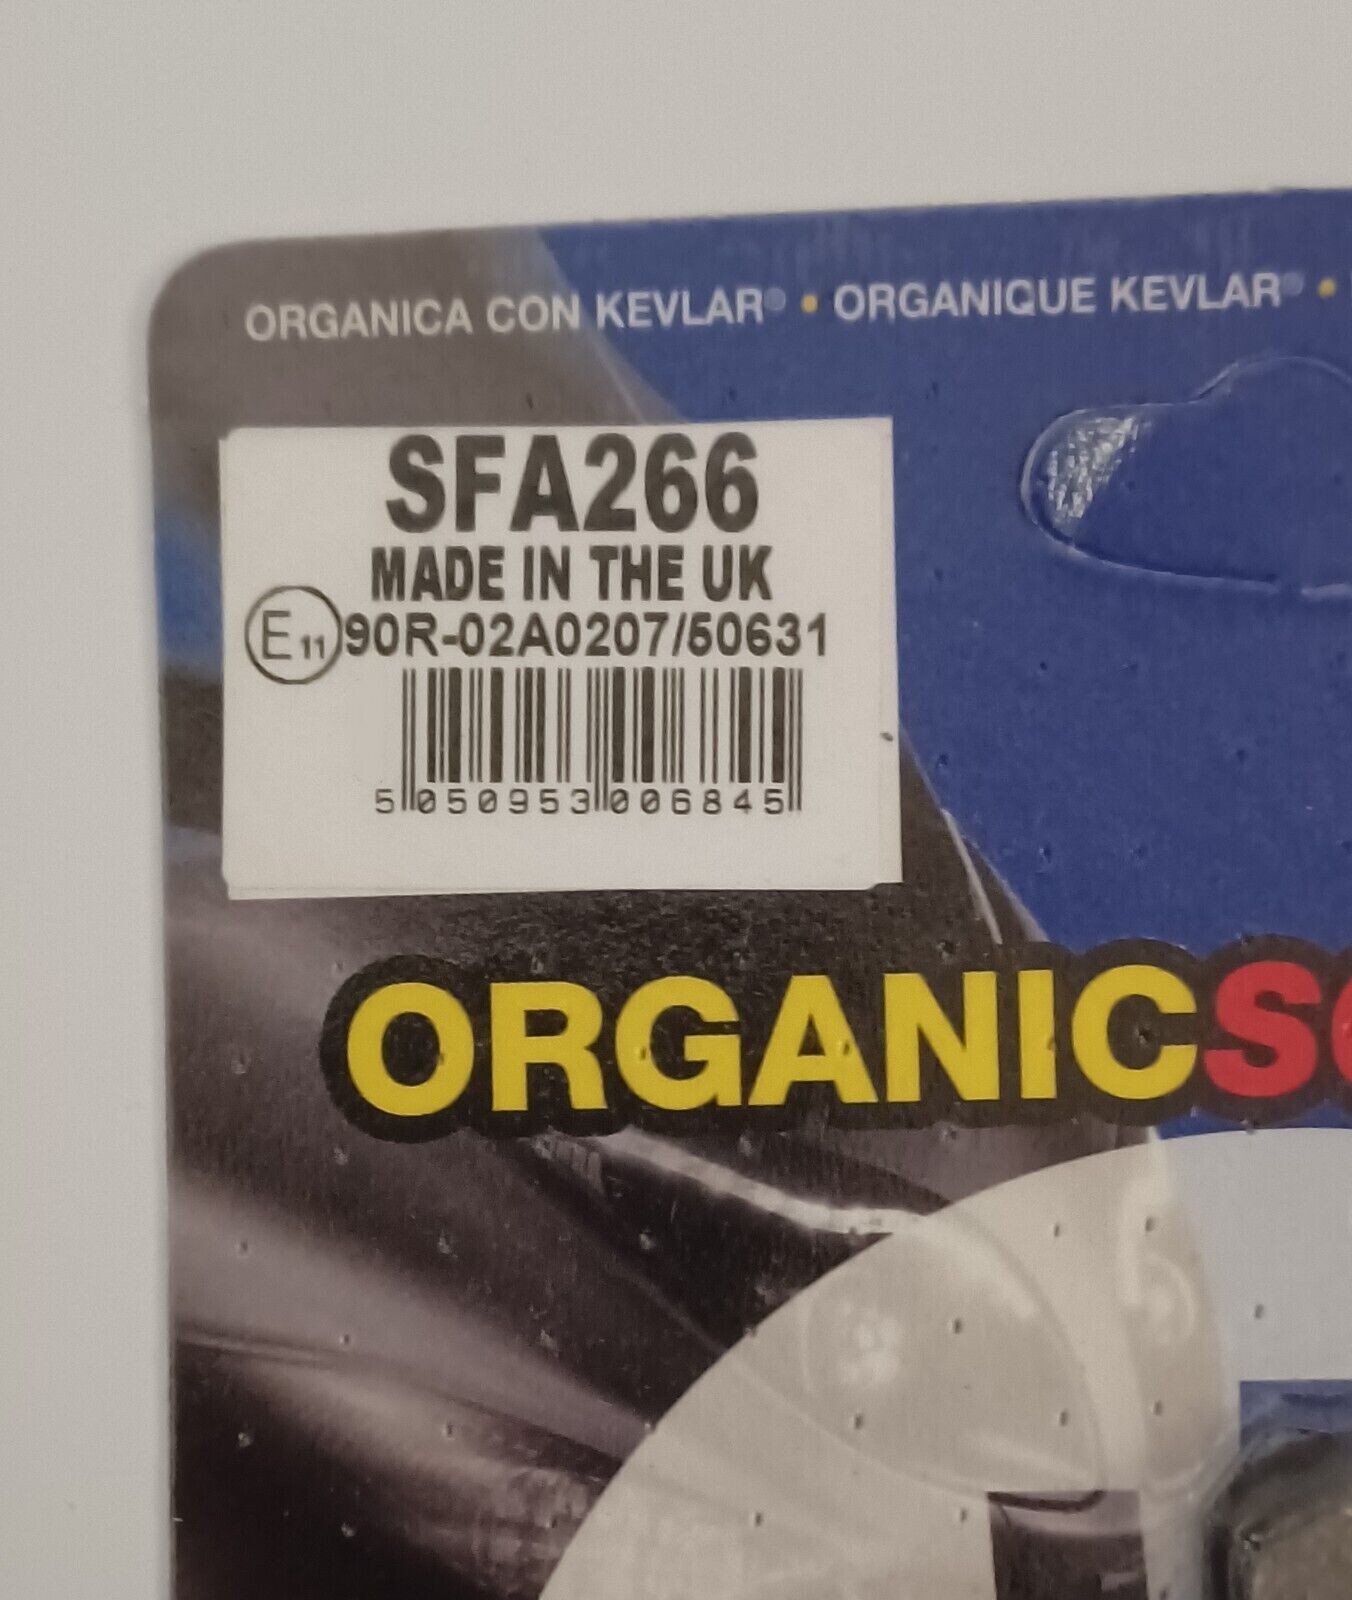 ORGANICA CON KEVLAR® • ORGANIQUE KEVLAR® •
SFA266
MADE IN THE UK
E11 90R-02A0207/50631
5 050953 006845
ORGANIC